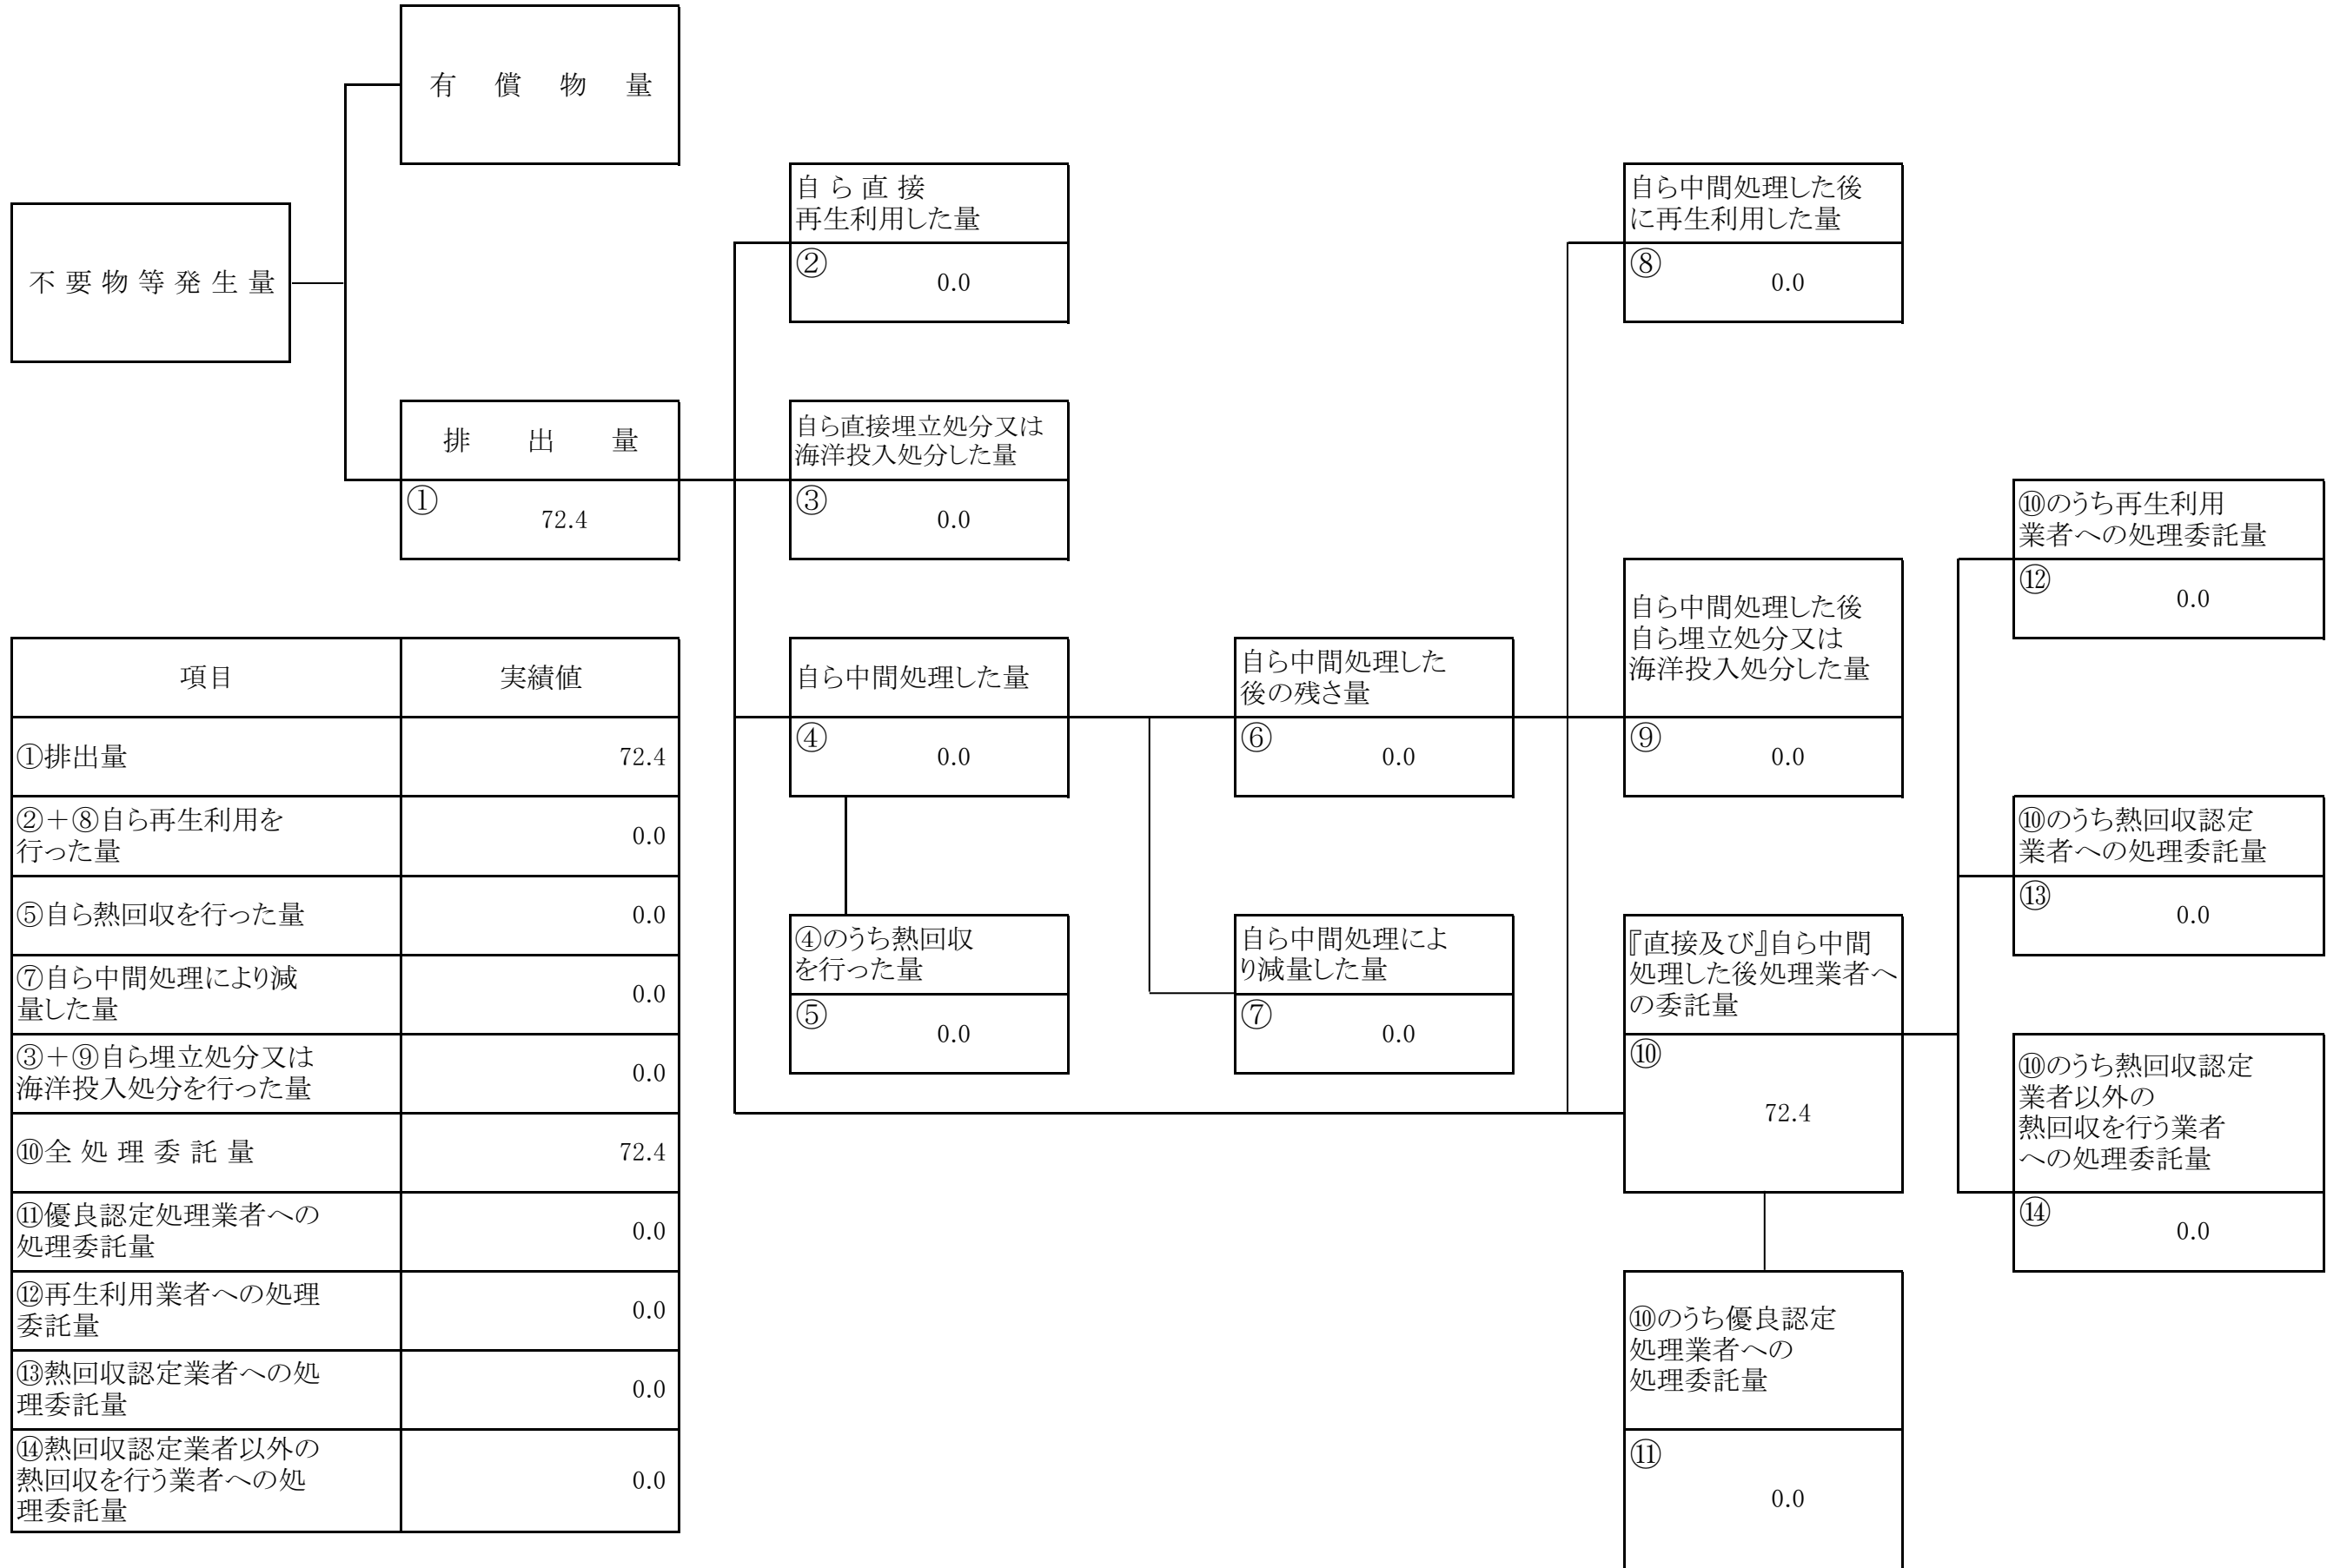 有償物量
不要物等発生量
排出量
①
72.4
自ら直接
再生利用した量
②
0.0
自ら直接埋立処分又は
海洋投入処分した量
③
0.0
自ら中間処理した量
④
0.0
④のうち熱回収
を行った量
⑤
0.0
自ら中間処理した
後の残さ量
⑥
0.0
自ら中間処理によ
り減量した量
⑦
0.0
自ら中間処理した後
に再生利用した量
⑧
0.0
自ら中間処理した後
自ら埋立処分又は
海洋投入処分した量
⑨
0.0
『直接及び』自ら中間
処理した後処理業者へ
の委託量
⑩
72.4
⑩のうち優良認定
処理業者への
処理委託量
⑪
0.0
⑩のうち再生利用
業者への処理委託量
⑫
0.0
⑩のうち熱回収認定
業者への処理委託量
⑬
0.0
⑩のうち熱回収認定
業者以外の
熱回収を行う業者
への処理委託量
⑭
0.0
項目 実績値
①排出量 72.4
②+⑧自ら再生利用を
行った量 0.0
⑤自ら熱回収を行った量 0.0
⑦自ら中間処理により減
量した量 0.0
③+⑨自ら埋立処分又は
海洋投入処分を行った量 0.0
⑩全処理委託量 72.4
⑪優良認定処理業者への
処理委託量 0.0
⑫再生利用業者への処理
委託量 0.0
⑬熱回収認定業者への処
理委託量 0.0
⑭熱回収認定業者以外の
熱回収を行う業者への処
理委託量 0.0